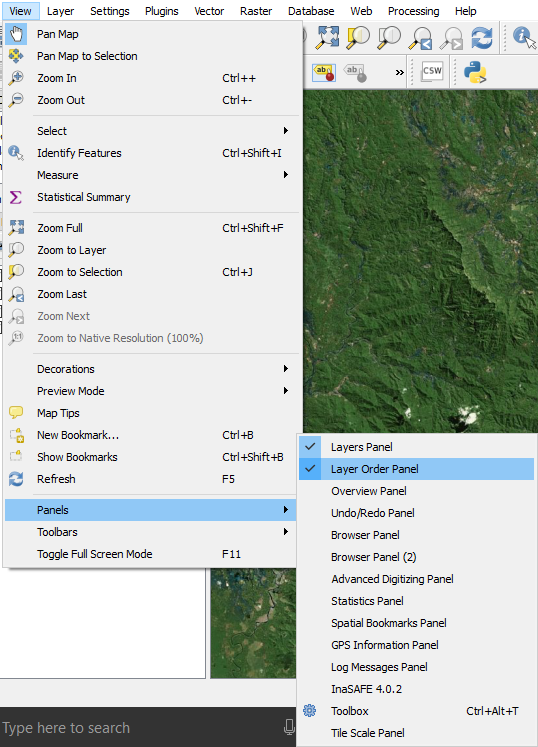 View Layer Settings Plugins Vector Raster Database Web Processing Help
Pan Map
Pan Map to Selection
Zoom In Ctrl++
Zoom Out Ctrl+-
Select
Identify Features Ctrl+Shift+I
Measure
Statistical Summary
Zoom Full Ctrl+Shift+F
Zoom to Layer
Zoom to Selection Ctrl+J
Zoom Last
Zoom Next
Zoom to Native Resolution (100%)
Decorations
Preview Mode
Map Tips
New Bookmark... Ctrl+B
Show Bookmarks Ctrl+Shift+B
Refresh F5
Panels
Toolbars
Toggle Full Screen Mode F11
abc
CSW
Layers Panel
Layer Order Panel
Overview Panel
Undo/Redo Panel
Browser Panel
Browser Panel (2)
Advanced Digitizing Panel
Statistics Panel
Spatial Bookmarks Panel
GPS Information Panel
Log Messages Panel
InaSAFE 4.0.2
Toolbox Ctrl+Alt+T
Tile Scale Panel
Type here to search